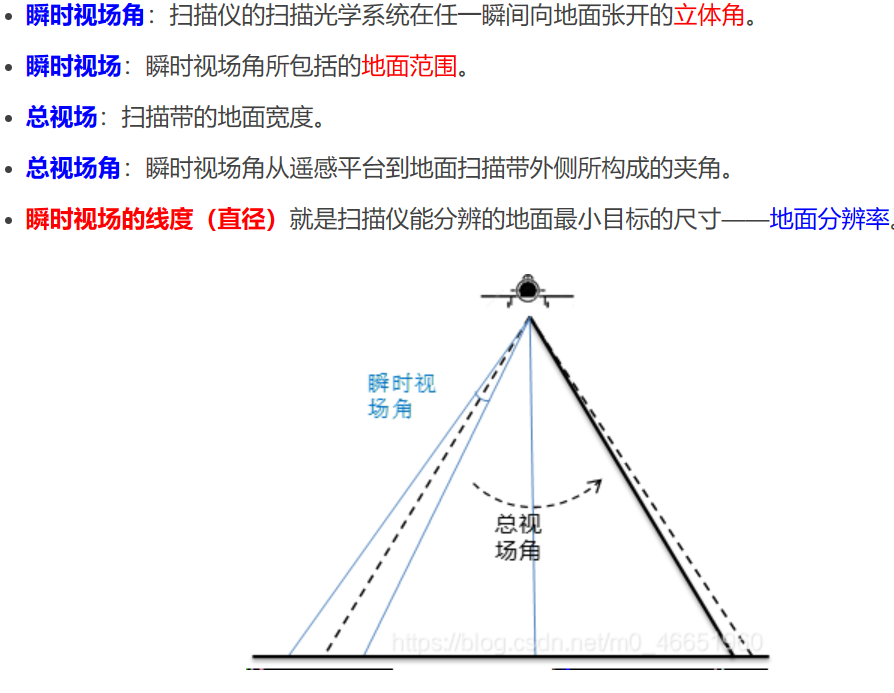 瞬时视场角：扫描仪的扫描光学系统在任一瞬间向地面张开的立体角。
瞬时视场：瞬时视场角所包括的地面范围。
总视场：扫描带的地面宽度。
总视场角：瞬时视场角从遥感平台到地面扫描带外侧所构成的夹角。
瞬时视场的线度（直径）就是扫描仪能分辨的地面最小目标的尺寸——地面分辨率。
瞬时视
场角
总视
场角